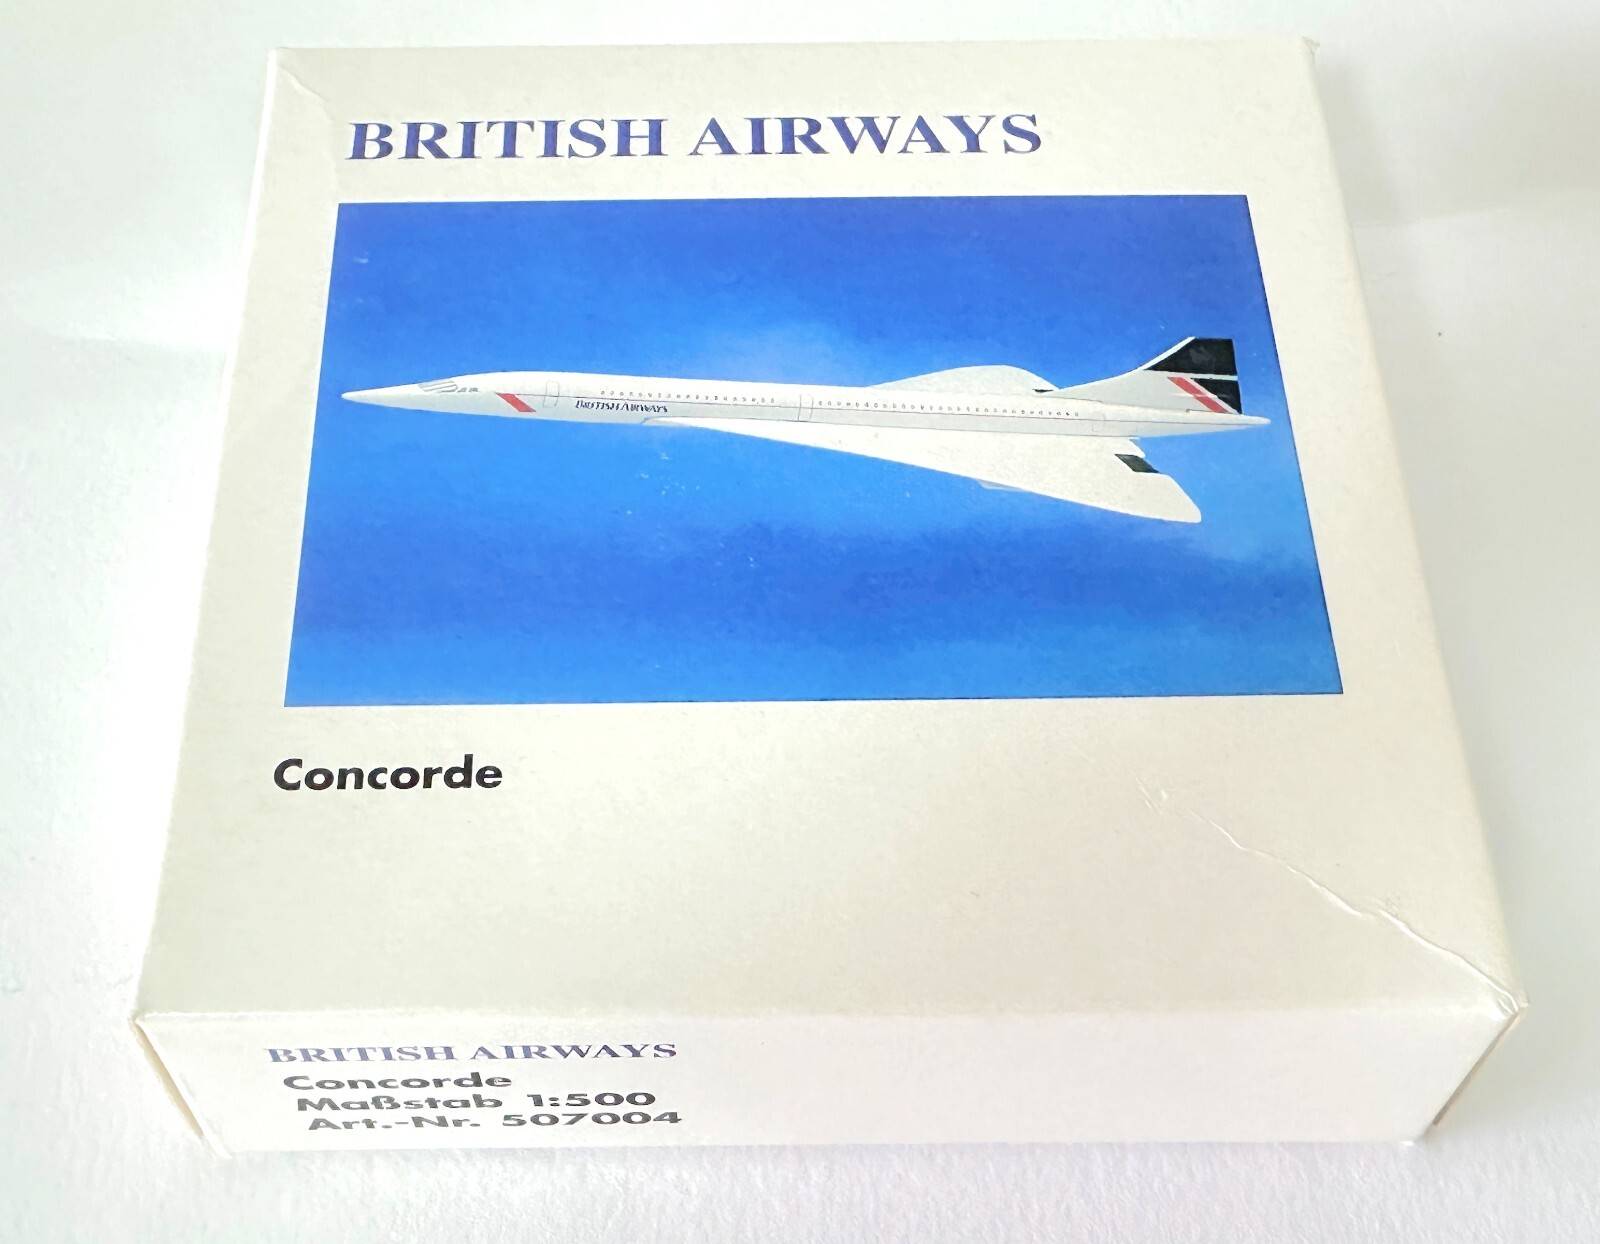 BRITISH AIRWAYS
BRITISH AIRWAYS
Concorde
BRITISH AIRWAYS
Concorde
Maßstab 1:500
Art.-Nr. 507004